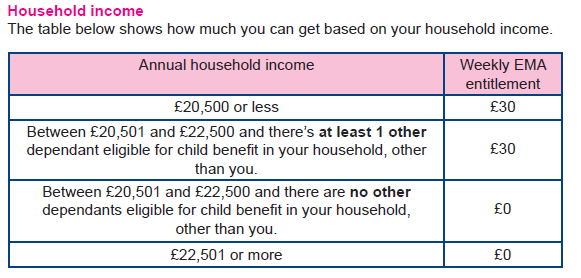 Household income
The table below shows how much you can get based on your household income.
Annual household income
Weekly EMA
entitlement
£20,500 or less
£30
Between £20,501 and £22,500 and there's at least 1 other
dependant eligible for child benefit in your household, other
than you.
£30
Between £20,501 and £22,500 and there are no other
dependants eligible for child benefit in your household,
other than you.
£0
£22,501 or more
£0